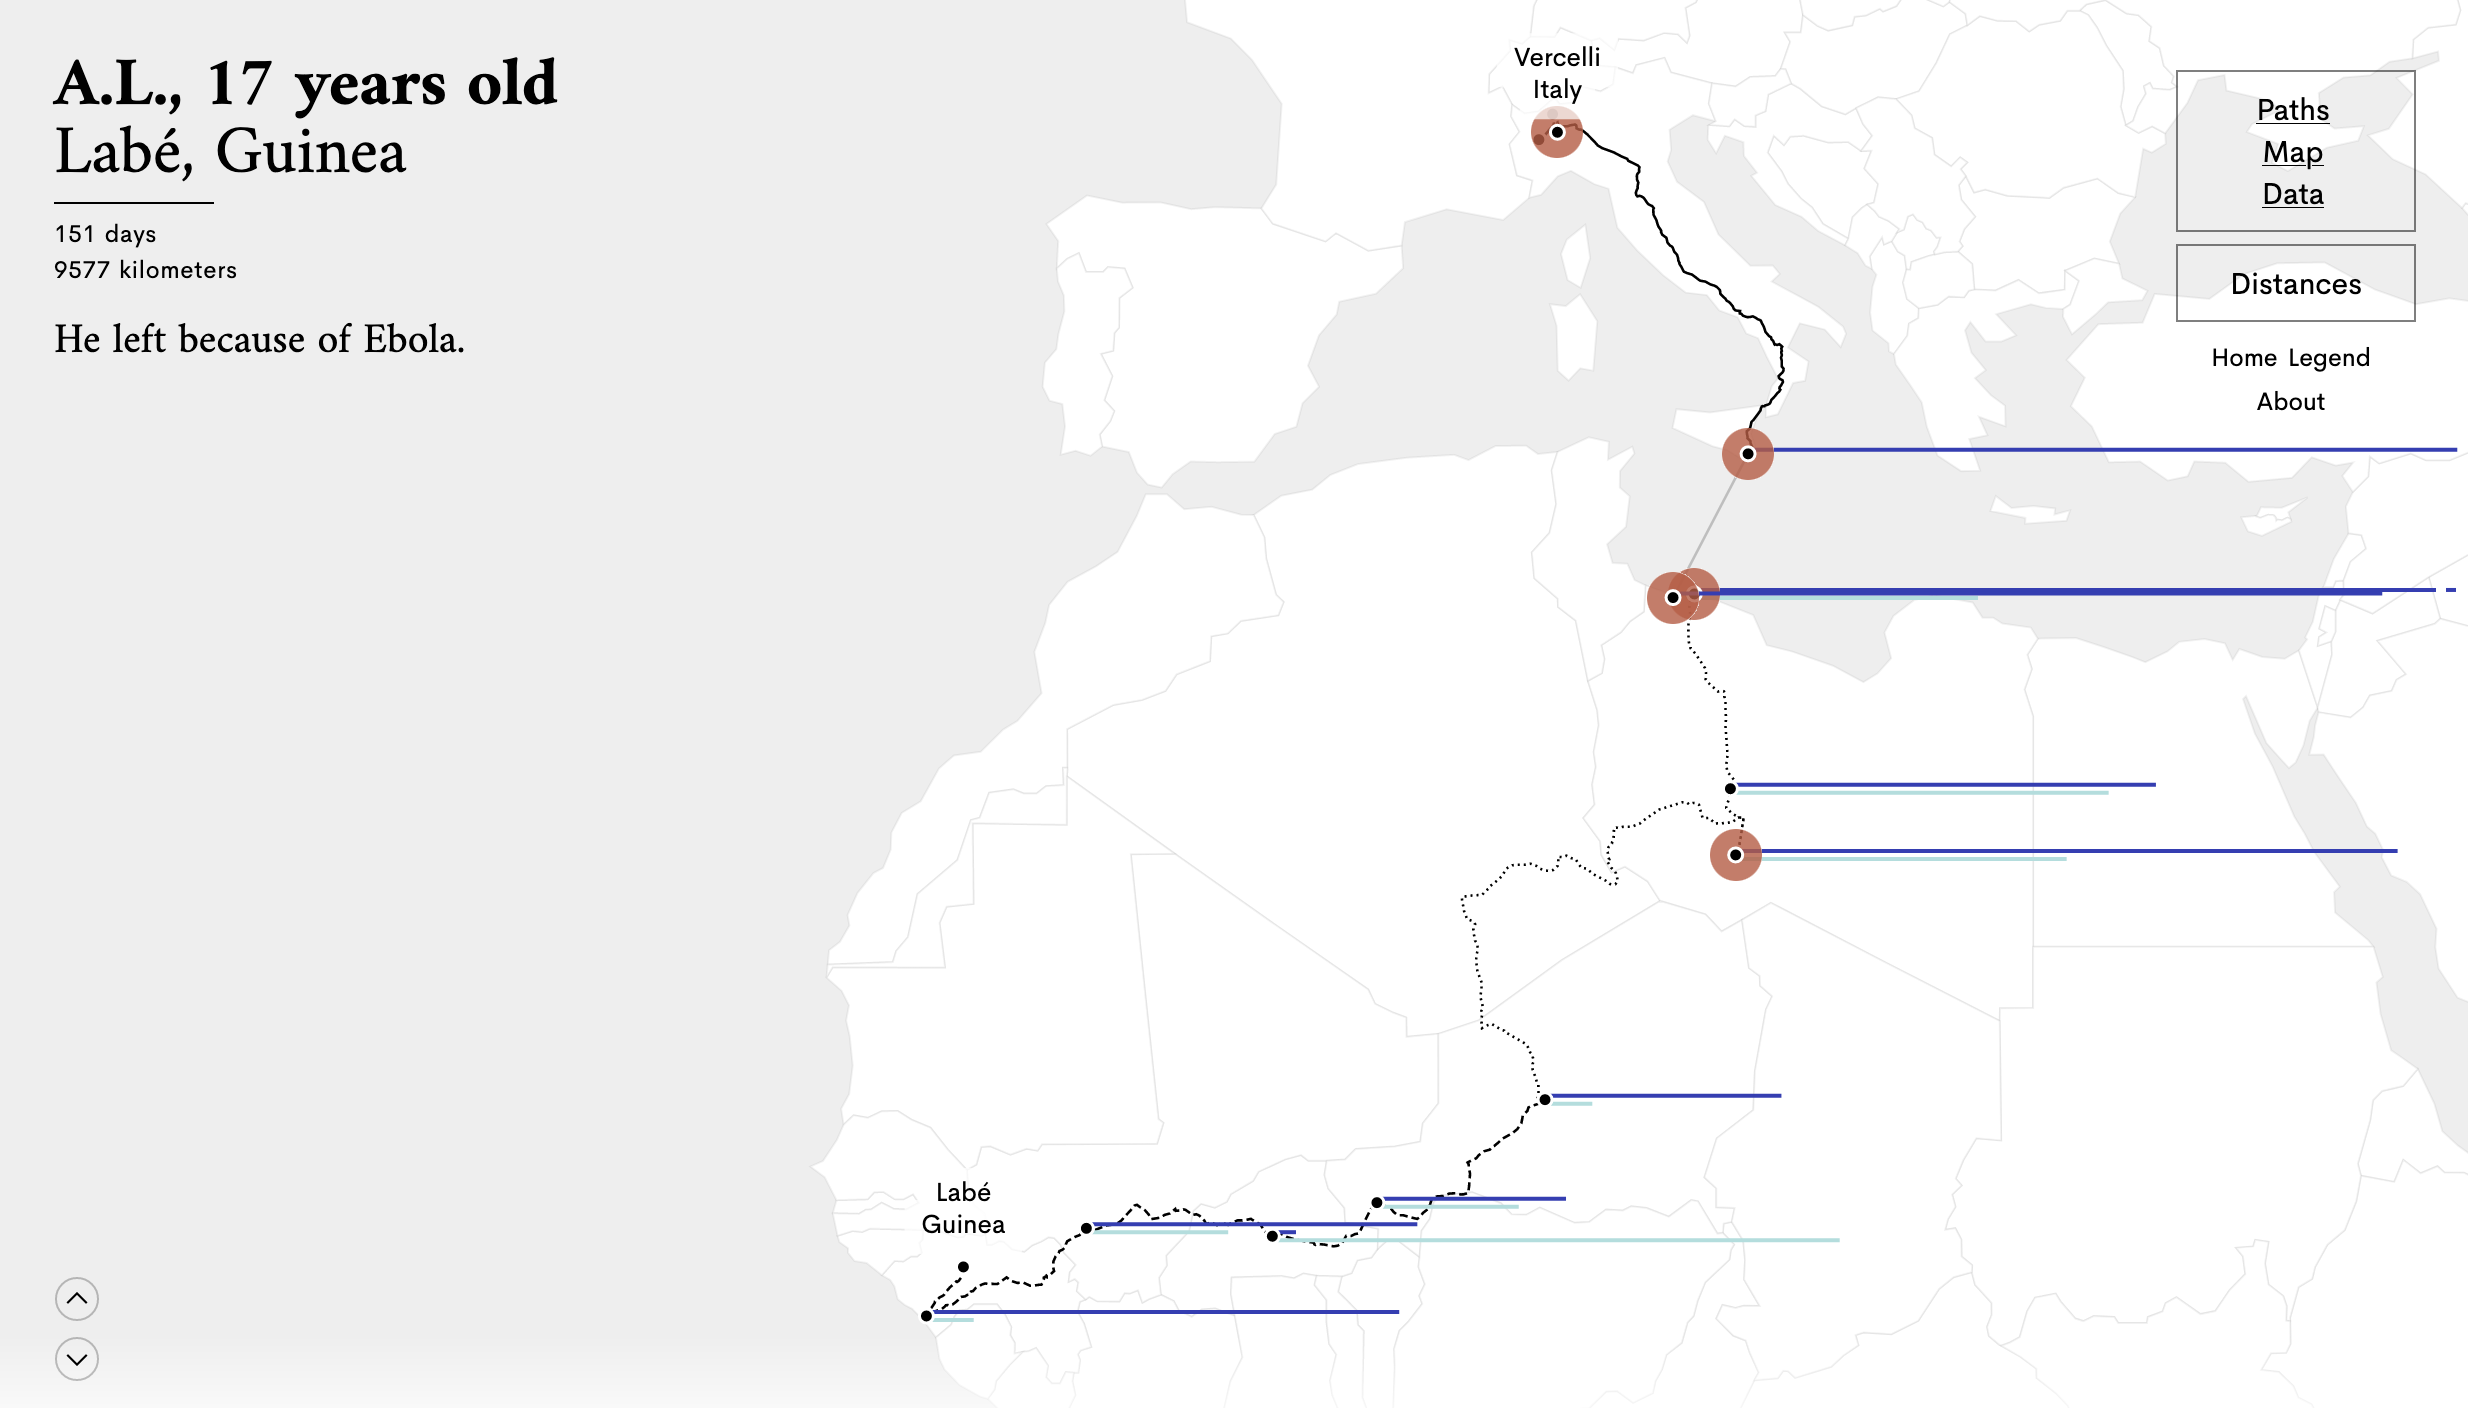 A.L., 17 years old
Labé, Guinea
151 days
9577 kilometers
He left because of Ebola.
Vercelli
Italy
Paths
Map
Data
Distances
Home Legend
About
Labé
Guinea